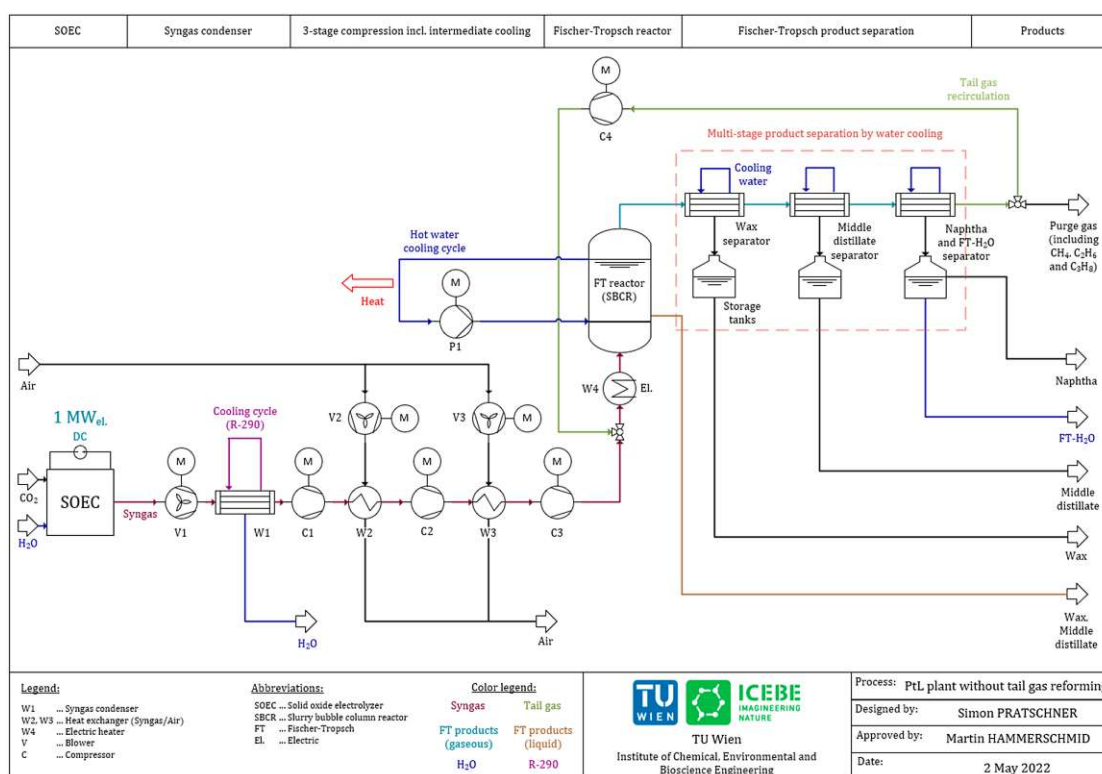 SOEC
Syngas condenser
3-stage compression incl. intermediate cooling
Fischer-Tropsch reactor
Fischer-Tropsch product separation
Products
M
C4
Tail gas
recirculation
Multi-stage product separation by water cooling
Cooling
water
Hot water
cooling cycle
Wax
separator
Middle
distillate
separator
Naphtha
and FT-H₂O
separator
Purge gas
(including
CH₄, C₂H₆
and C₃H₈)
FT reactor
(SBCR)
Heat
M
P1
Storage
tanks
Air
W4
El.
Naphtha
V2
M
V3
M
1 MWel.
DC
Cooling cycle
(R-290)
FT-H₂O
CO₂
SOEC
H₂O
Syngas
M
V1
W1
M
C1
W2
M
C2
W3
M
C3
Middle
distillate
Wax
H₂O
Air
Wax,
Middle
distillate
Legend:
W1 ... Syngas condenser
W2, W3 ... Heat exchanger (Syngas/Air)
W4 ... Electric heater
V ... Blower
C ... Compressor
Abbreviations:
SOEC ... Solid oxide electrolyzer
SBCR ... Slurry bubble column reactor
FT ... Fischer-Tropsch
El. ... Electric
Color legend:
Syngas
Tail gas
FT products
(gaseous)
FT products
(liquid)
H₂O
R-290
TU
WIEN
ICEBE
IMAGINEERING
NATURE
TU Wien
Institute of Chemical, Environmental and
Bioscience Engineering
Process: PtL plant without tail gas reforming
Designed by: Simon PRATSCHNER
Approved by: Martin HAMMERSCHMID
Date: 2 May 2022